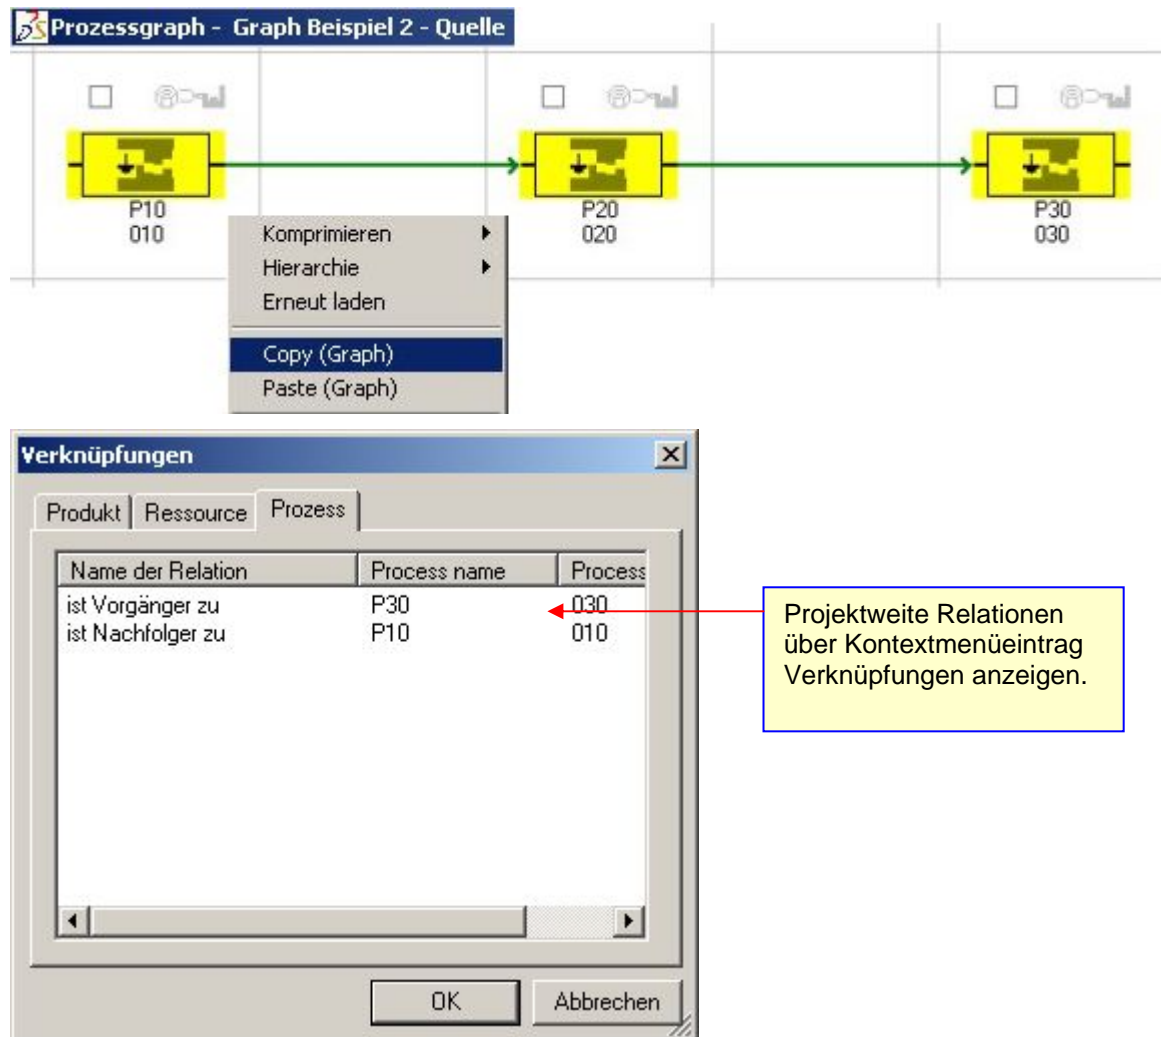 Prozessgraph - Graph Beispiel 2 - Quelle
P10
010
P20
020
P30
030
Komprimieren
Hierarchie
Erneut laden
Copy (Graph)
Paste (Graph)
Verknüpfungen
Produkt Ressource Prozess
Name der Relation Process name Process
ist Vorgänger zu P30 030
ist Nachfolger zu P10 010
OK Abbrechen
Projektweite Relationen
über Kontextmenüeintrag
Verknüpfungen anzeigen.